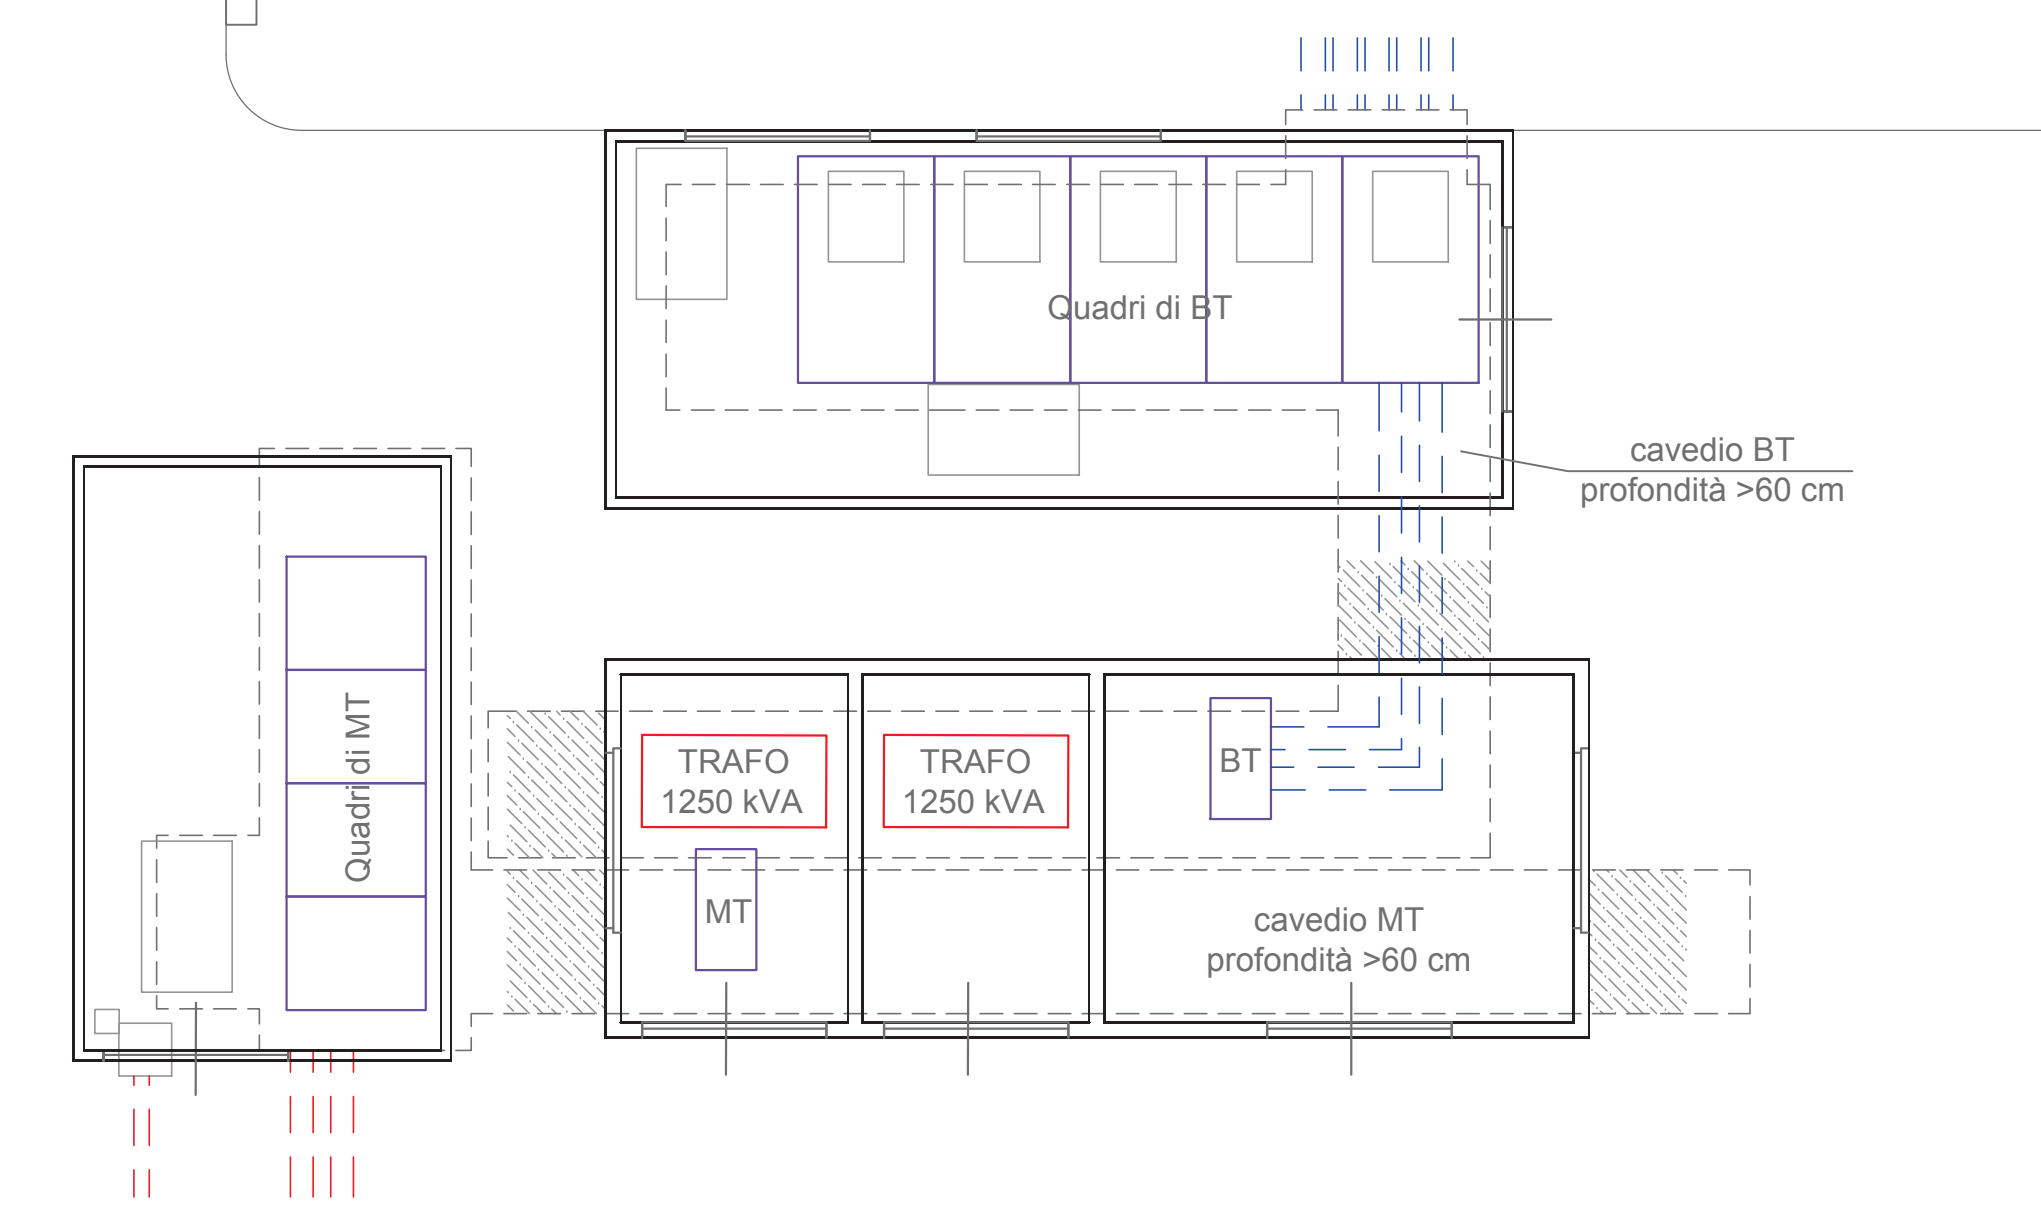 Quadri di BT
cavedio BT
profondità >60 cm
Quadri di MT
TRAFO
1250 kVA
TRAFO
1250 kVA
BT
MT
cavedio MT
profondità >60 cm